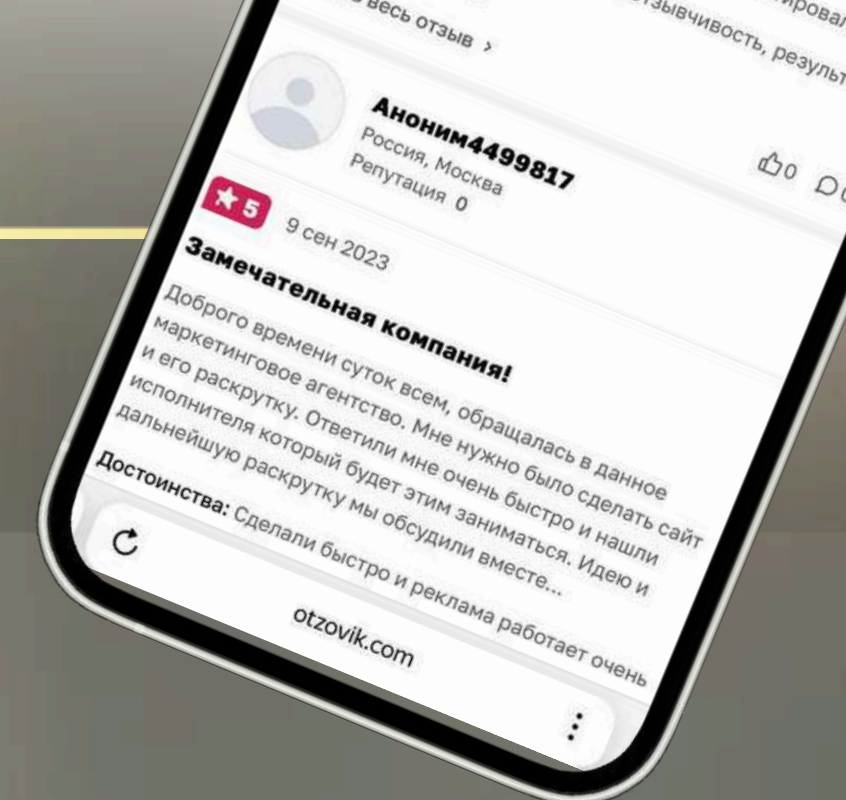 весь отзыв ›
отзывчивость,
Аноним4499817
Россия, Москва
Репутация 0
0
5
9 сен 2023
Замечательная компания!
Доброго времени суток всем, обращалась в данное
маркетинговое агентство. Мне нужно было сделать сайт
и его раскрутку. Ответили мне очень быстро и нашли
исполнителя который будет этим заниматься. Идею и
дальнейшую раскрутку мы обсудили вместе...
Достоинства: Сделали быстро и реклама работает очень
otzovik.com